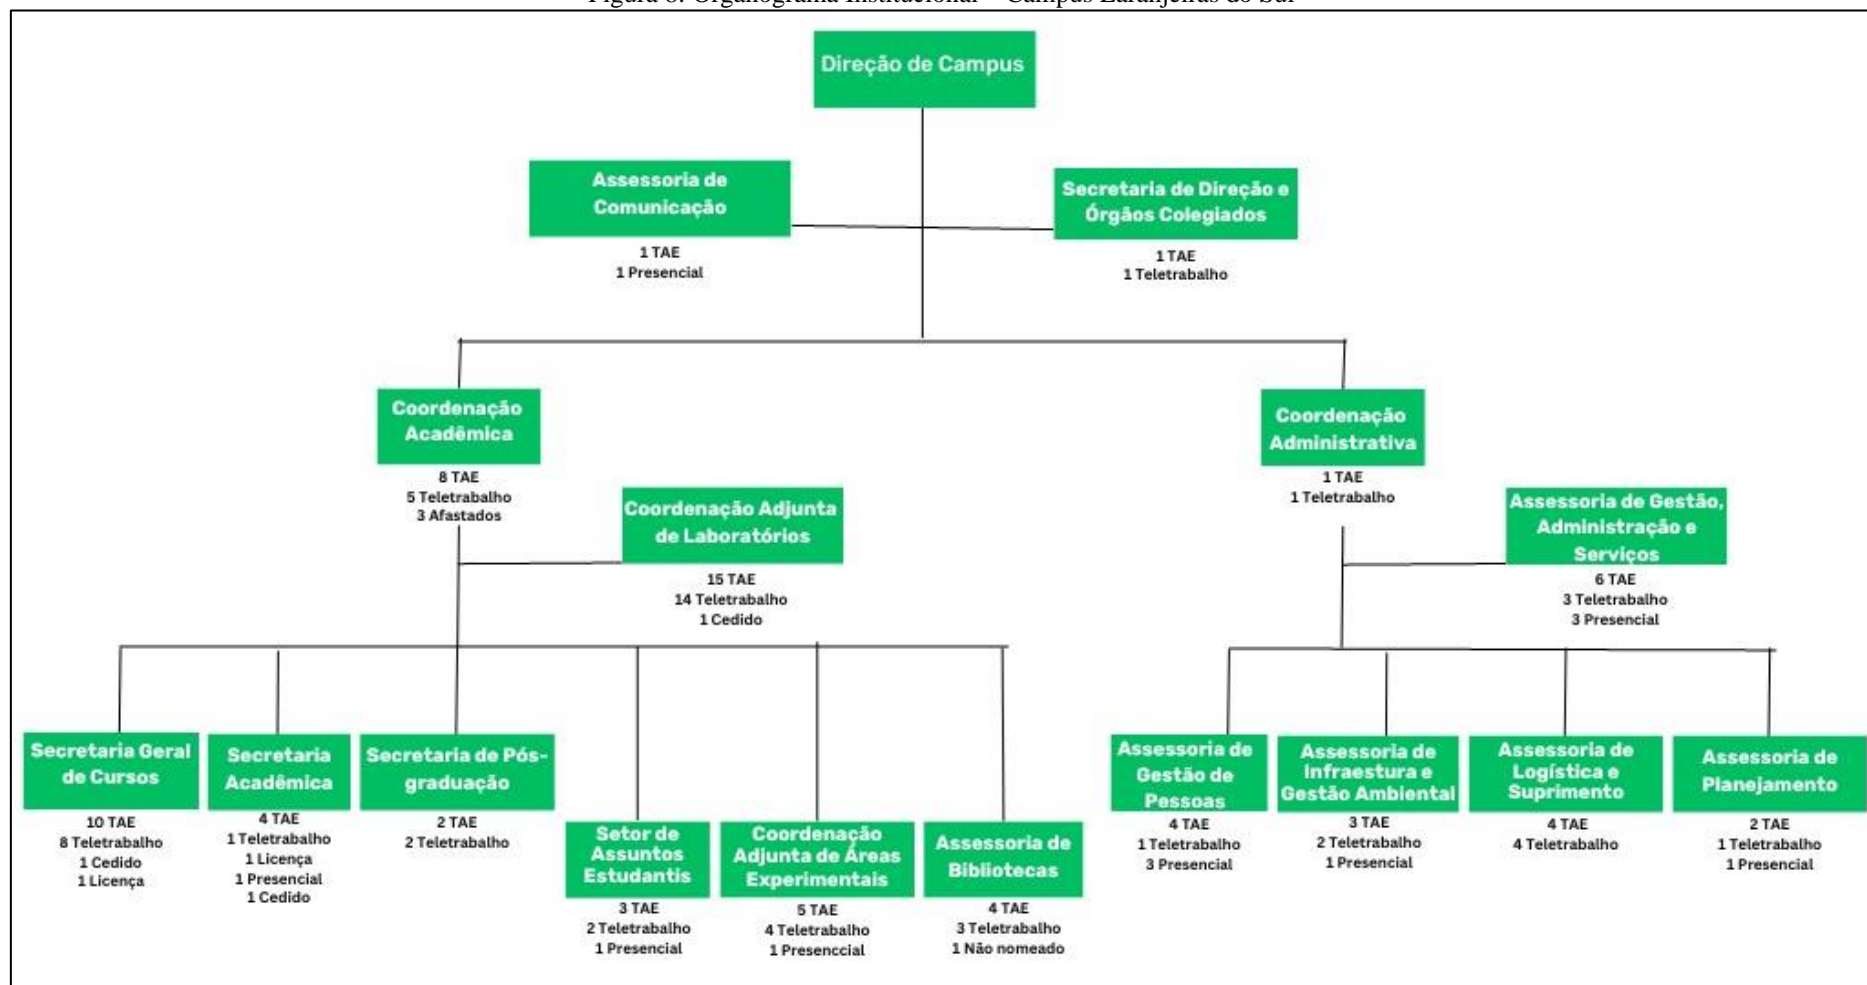 Figura 8: Organograma Institucional – Campus Laranjeiras do Sul
Direção de Campus
Assessoria de
Comunicação
1 TAE
1 Presencial
Secretaria de Direção e
Órgãos Colegiados
1 TAE
1 Teletrabalho
Coordenação
Acadêmica
8 TAE
5 Teletrabalho
3 Afastados
Coordenação Adjunta
de Laboratórios
15 TAE
14 Teletrabalho
1 Cedido
Coordenação
Administrativa
1 TAE
1 Teletrabalho
Assessoria de Gestão,
Administração e
Serviços
6 TAE
3 Teletrabalho
3 Presencial
Secretaria Geral
de Cursos
10 TAE
8 Teletrabalho
1 Cedido
1 Licença
Secretaria
Acadêmica
4 TAE
1 Teletrabalho
1 Licença
1 Presencial
1 Cedido
Secretaria de Pós-
graduação
2 TAE
2 Teletrabalho
Setor de
Assuntos
Estudantis
3 TAE
2 Teletrabalho
1 Presencial
Coordenação
Adjunta de Áreas
Experimentais
5 TAE
4 Teletrabalho
1 Presenccial
Assessoria de
Bibliotecas
4 TAE
3 Teletrabalho
1 Não nomeado
Assessoria de
Gestão de
Pessoas
4 TAE
1 Teletrabalho
3 Presencial
Assessoria de
Infraestura e
Gestão Ambiental
3 TAE
2 Teletrabalho
1 Presencial
Assessoria de
Logística e
Suprimento
4 TAE
4 Teletrabalho
Assessoria de
Planejamento
2 TAE
1 Teletrabalho
1 Presencial